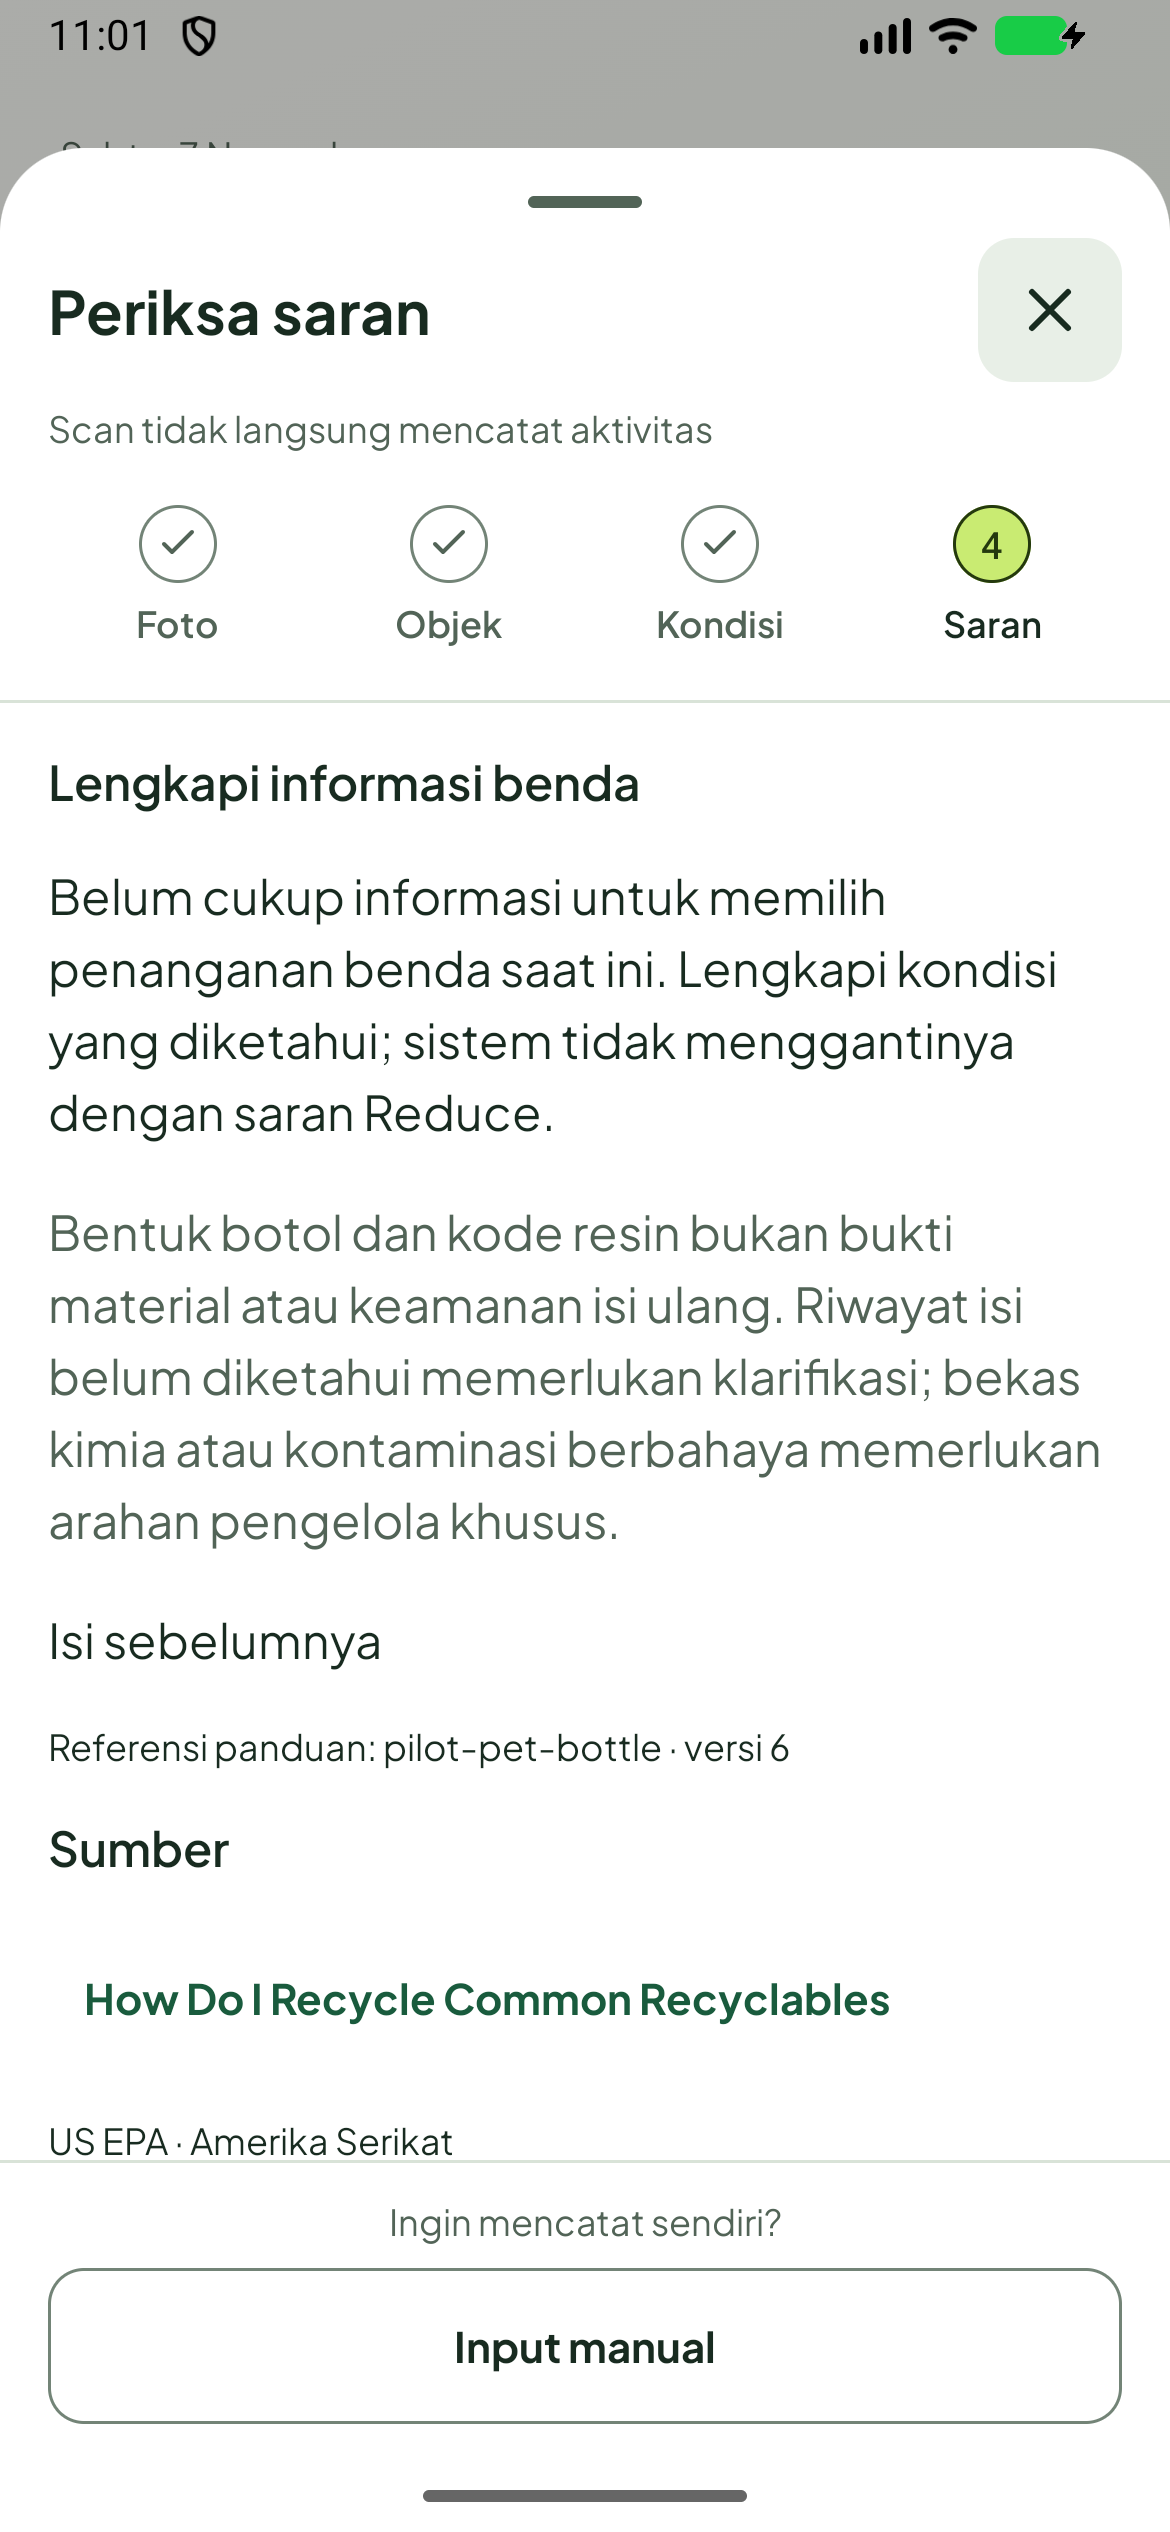 11:01
Periksa saran
Scan tidak langsung mencatat aktivitas
4
Foto Objek Kondisi Saran
Lengkapi informasi benda
Belum cukup informasi untuk memilih
penanganan benda saat ini. Lengkapi kondisi
yang diketahui; sistem tidak menggantinya
dengan saran Reduce.
Bentuk botol dan kode resin bukan bukti
material atau keamanan isi ulang. Riwayat isi
belum diketahui memerlukan klarifikasi; bekas
kimia atau kontaminasi berbahaya memerlukan
arahan pengelola khusus.
Isi sebelumnya
Referensi panduan: pilot-pet-bottle · versi 6
Sumber
How Do I Recycle Common Recyclables
US EPA · Amerika Serikat
Ingin mencatat sendiri?
Input manual